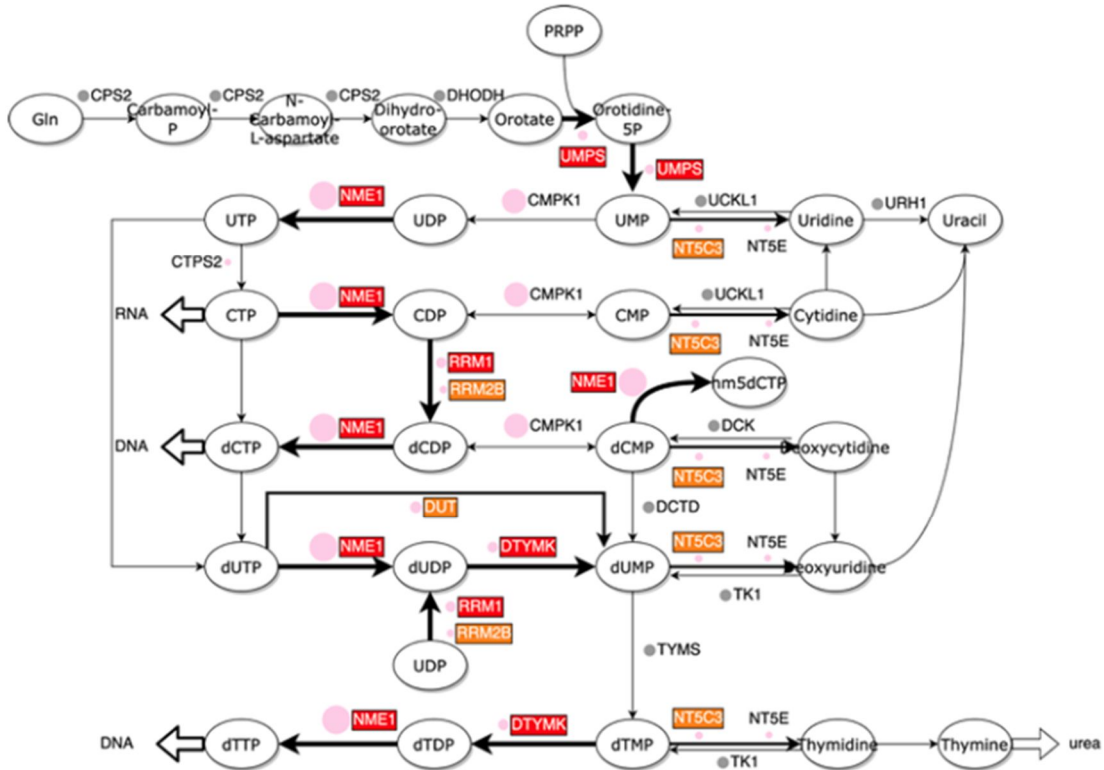 PRPP
CPS2 CPS2 CPS2 DHODH
Gln Carbamoyl-P N-Carbamoyl-L-aspartate Dihydro-orotate Orotate Orotidine-5P
UMPS UMPS
NME1 CMPK1 UCKL1 URH1
UTP UDP UMP Uridine Uracil
NT5C3 NT5E
CTPS2
NME1 CMPK1 UCKL1
RNA CTP CDP CMP Cytidine
NT5C3 NT5E
RRM1
RRM2B
NME1 nm5dCTP
NME1 CMPK1 DCK
DNA dCTP dCDP dCMP Deoxycytidine
NT5C3 NT5E
DUT DCTD
NME1 DTYMK NT5C3 NT5E
dUTP dUDP dUMP Deoxyuridine
TK1
RRM1
RRM2B
UDP
TYMS
NME1 DTYMK NT5C3 NT5E
DNA dTTP dTDP dTMP Thymidine Thymine urea
TK1